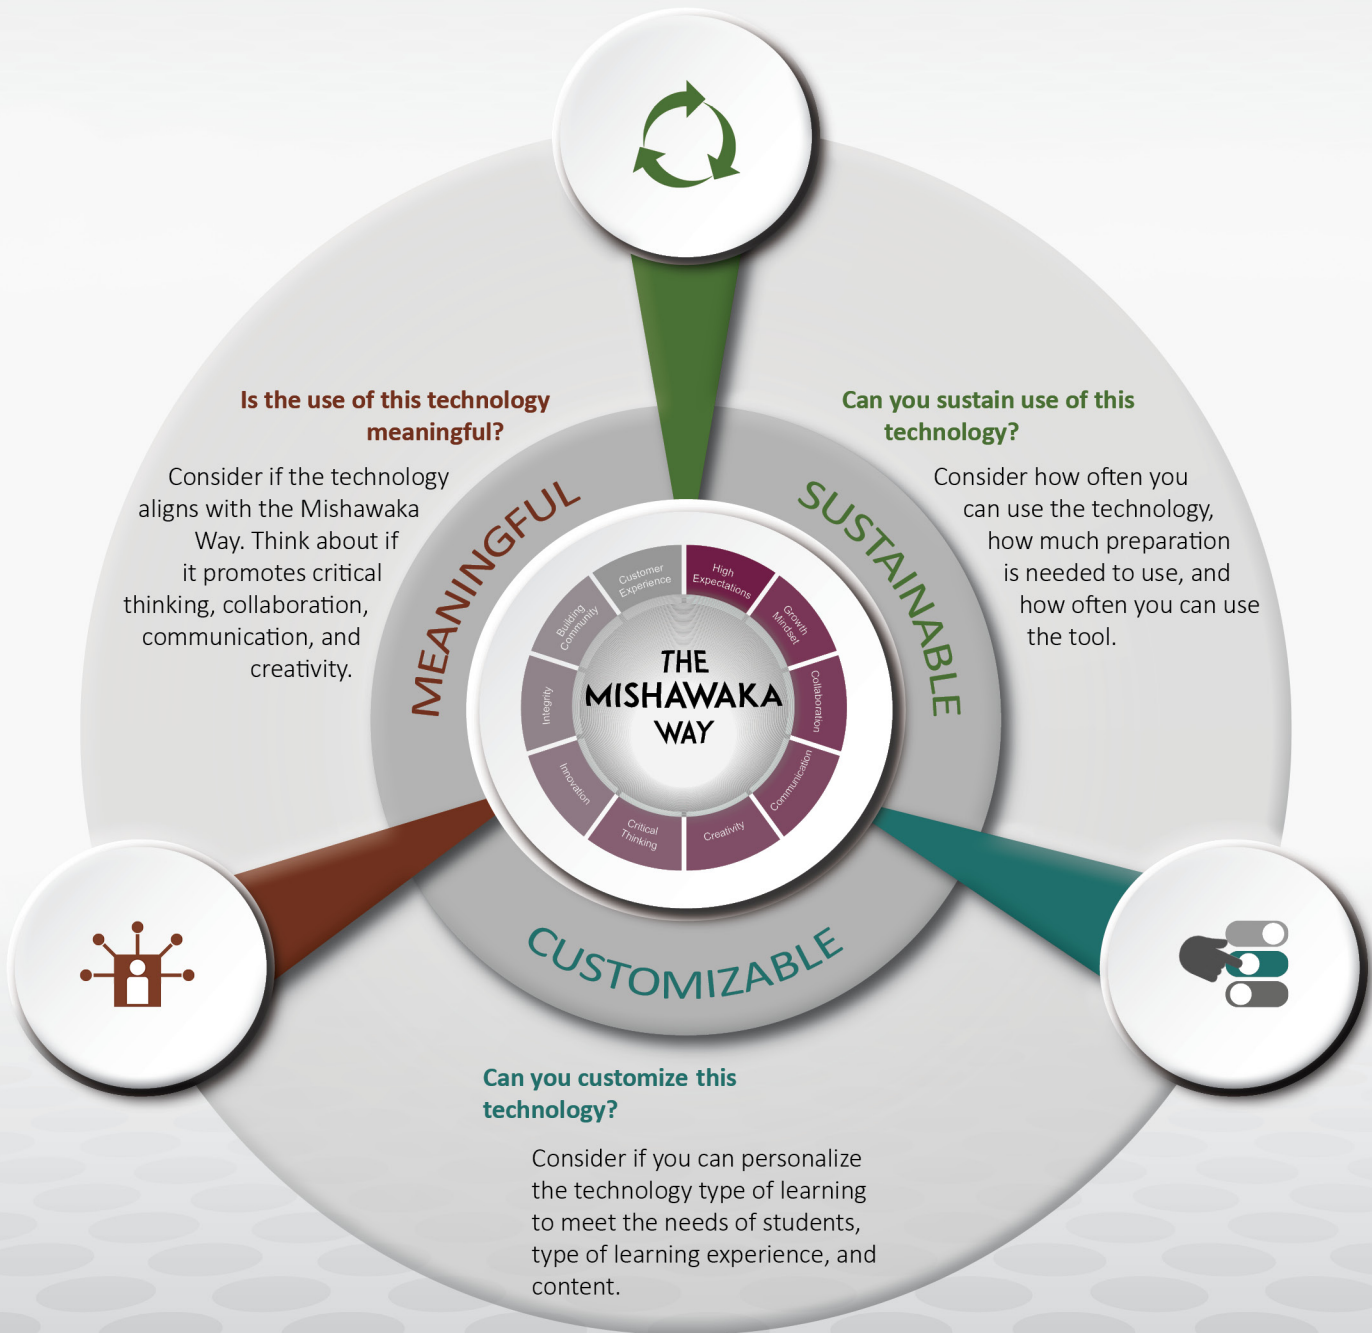 Is the use of this technology
meaningful?
Consider if the technology
aligns with the Mishawaka
Way. Think about if
it promotes critical
thinking, collaboration,
communication, and
creativity.
Can you sustain use of this
technology?
Consider how often you
can use the technology,
how much preparation
is needed to use, and
how often you can use
the tool.
MEANINGFUL
SUSTAINABLE
CUSTOMIZABLE
THE
MISHAWAKA
WAY
High
Expectations
Growth
Mindset
Collaboration
Communication
Creativity
Critical
Thinking
Innovation
Integrity
Building
Community
Customer
Experience
Can you customize this
technology?
Consider if you can personalize
the technology type of learning
to meet the needs of students,
type of learning experience, and
content.